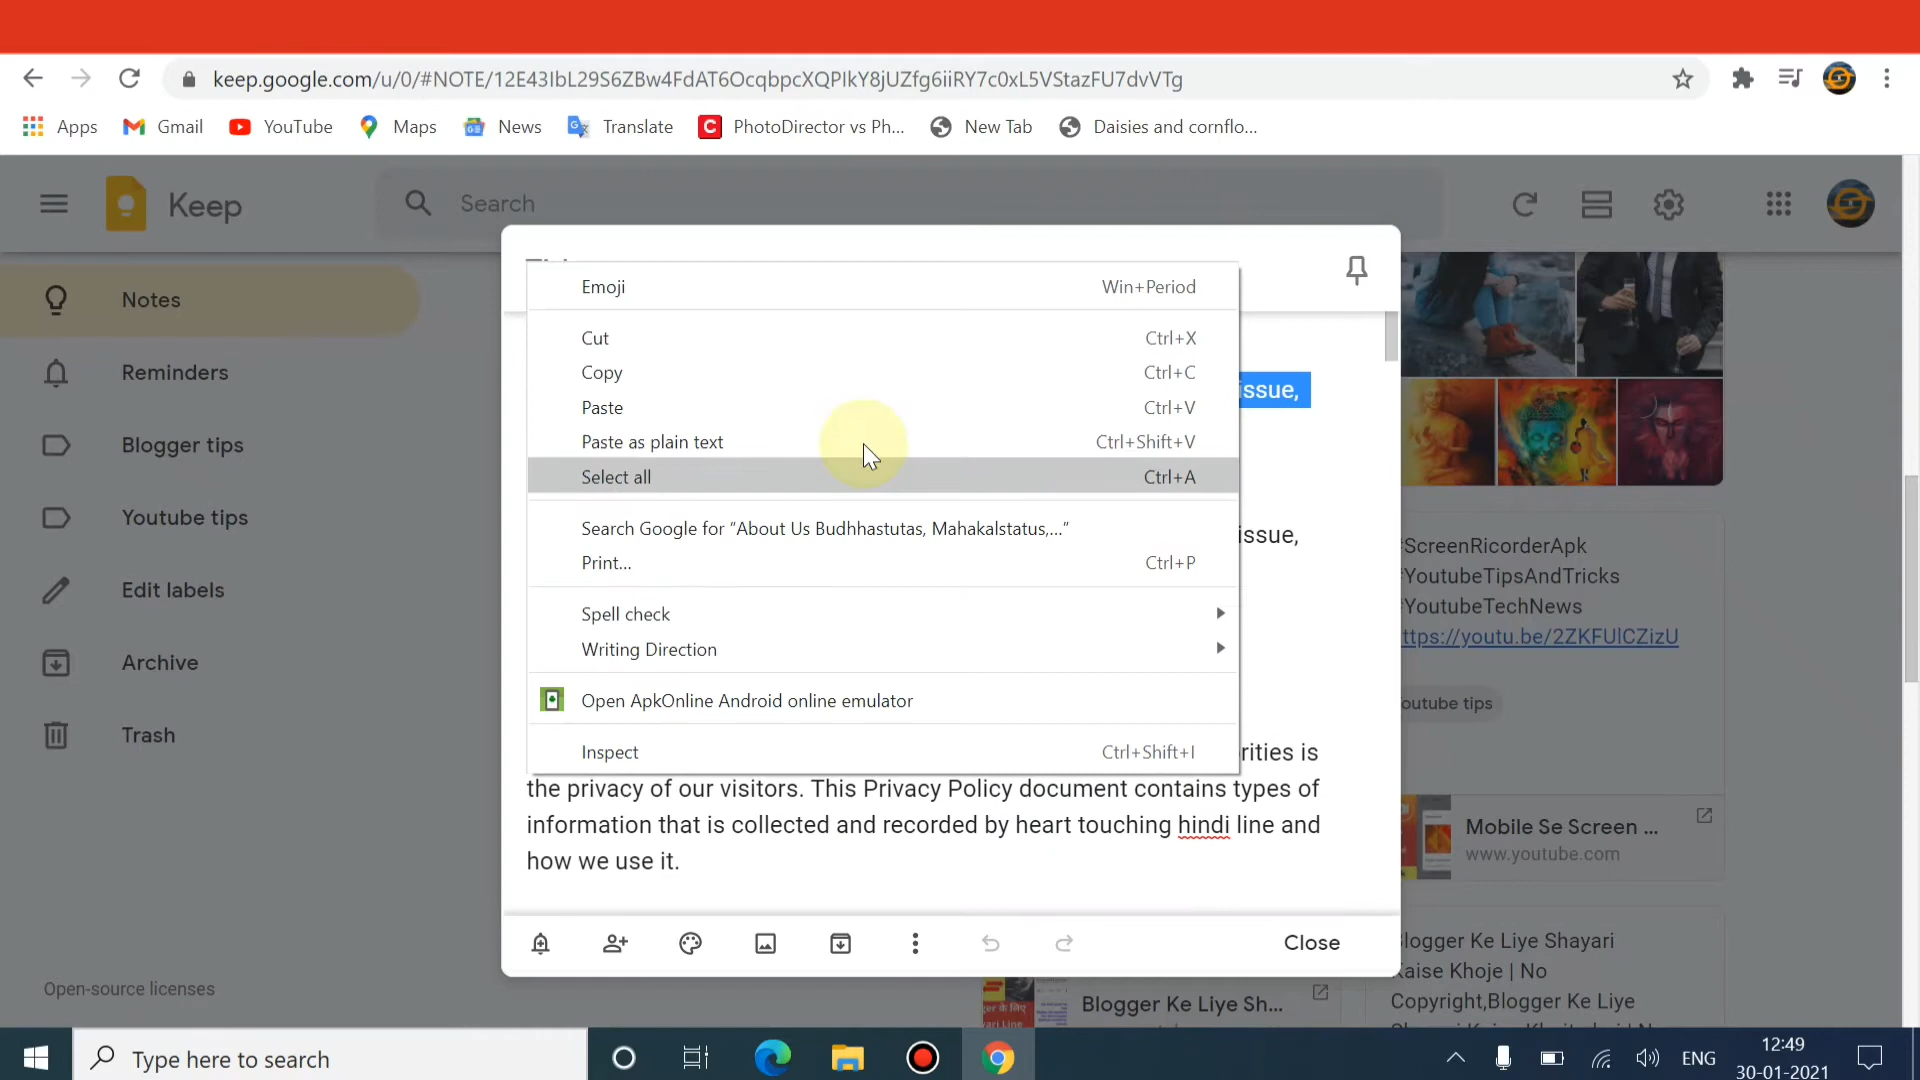 keep.google.com/u/0/#NOTE/12E43IbL29S6ZBw4FdAT6OcqbpcXQPIkY8jUZfg6iiRY7c0xL5VStazFU7dvVTg
Apps Gmail YouTube Maps News Translate PhotoDirector vs Ph... New Tab Daisies and cornflo...
Keep Search
Notes
Reminders
Blogger tips
Youtube tips
Edit labels
Archive
Trash
Open-source licenses
Emoji Win+Period
Cut Ctrl+X
Copy Ctrl+C
Paste Ctrl+V
Paste as plain text Ctrl+Shift+V
Select all Ctrl+A
Search Google for “About Us Budhhastutas, Mahakalstatus,...”
Print... Ctrl+P
Spell check
Writing Direction
Open ApkOnline Android online emulator
Inspect Ctrl+Shift+I
issue,
issue,
rities is
the privacy of our visitors. This Privacy Policy document contains types of
information that is collected and recorded by heart touching hindi line and
how we use it.
Close
#ScreenRicorderApk
#YoutubeTipsAndTricks
#YoutubeTechNews
ttps://youtu.be/2ZKFUlCZizU
outube tips
Mobile Se Screen ...
www.youtube.com
Blogger Ke Liye Sh...
logger Ke Liye Shayari
Kaise Khoje | No
Copyright,Blogger Ke Liye
Type here to search
ENG
12:49
30-01-2021